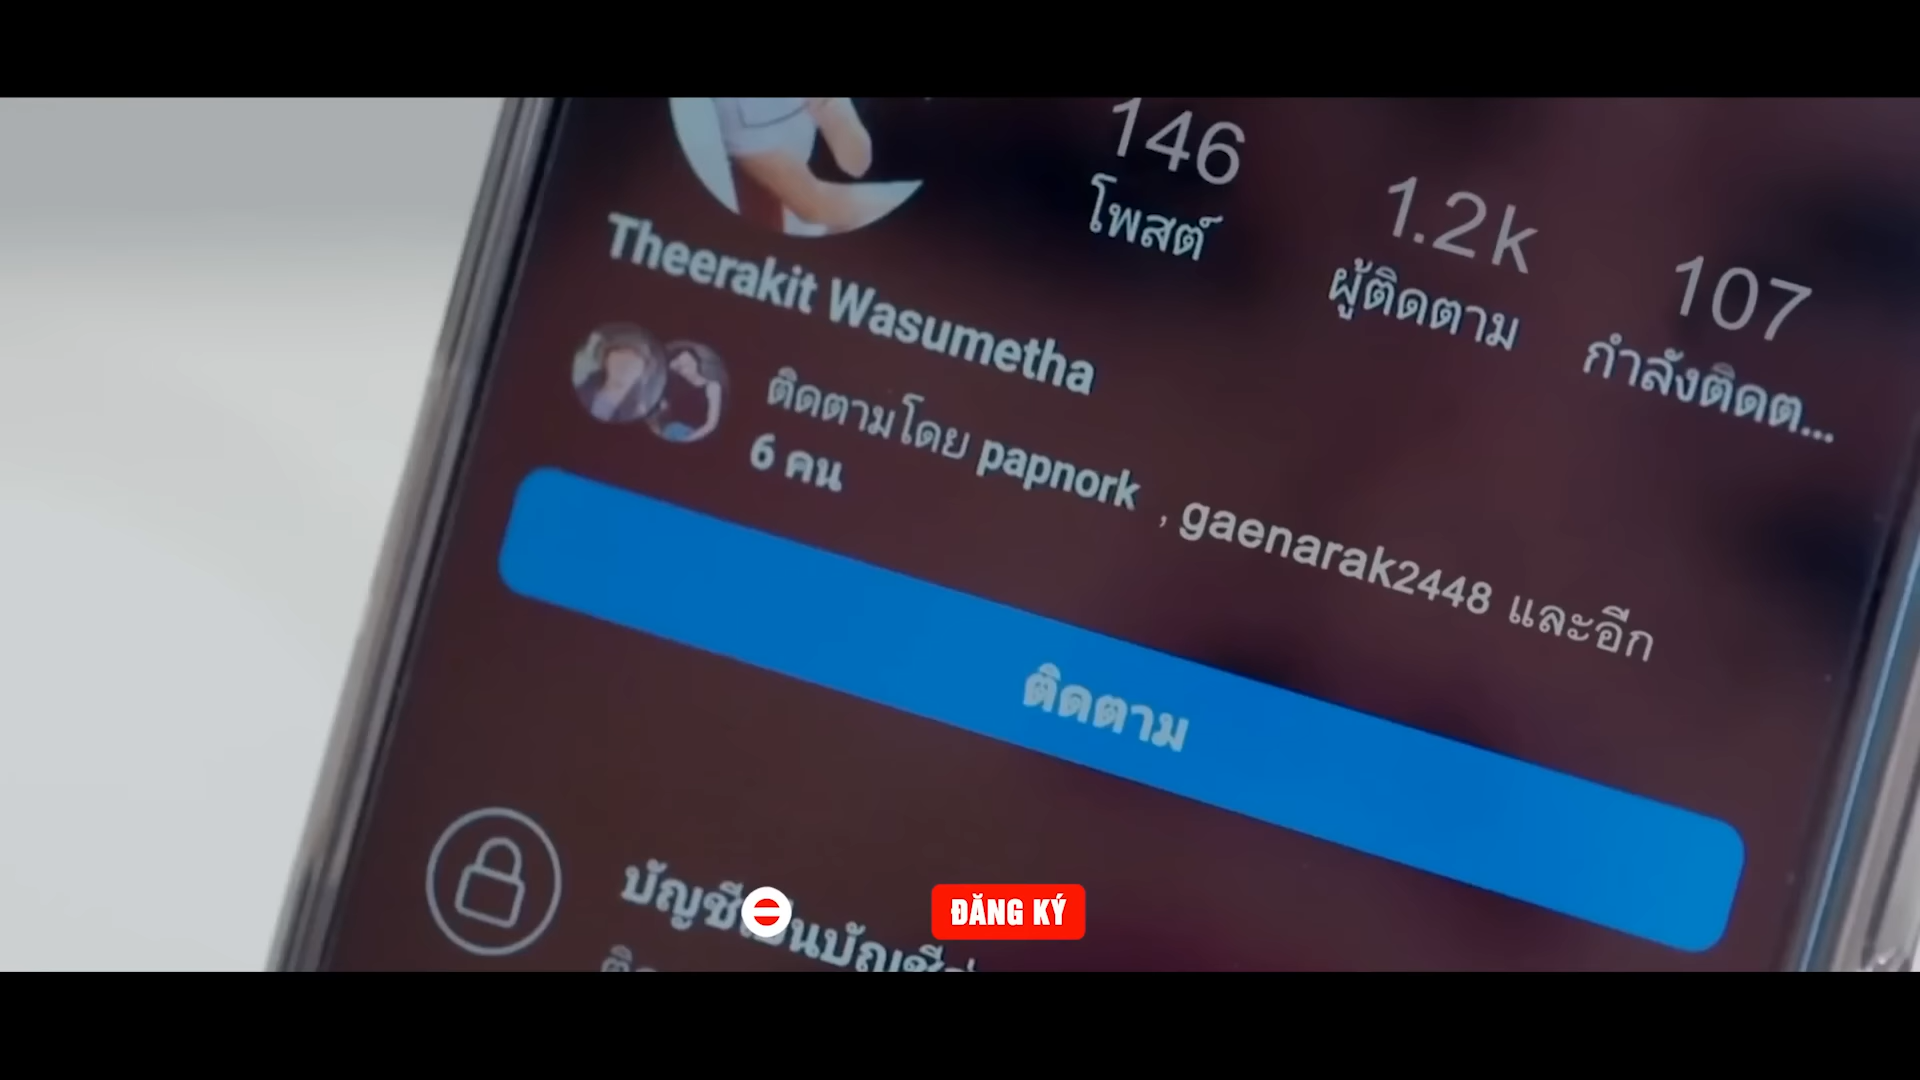 146
โพสต์
1.2k
ผู้ติดตาม
107
กำลังติดต...
Theerakit Wasumetha
ติดตามโดย papnork , gaenarak2448 และอีก
6 คน
ติดตาม
ĐĂNG KÝ